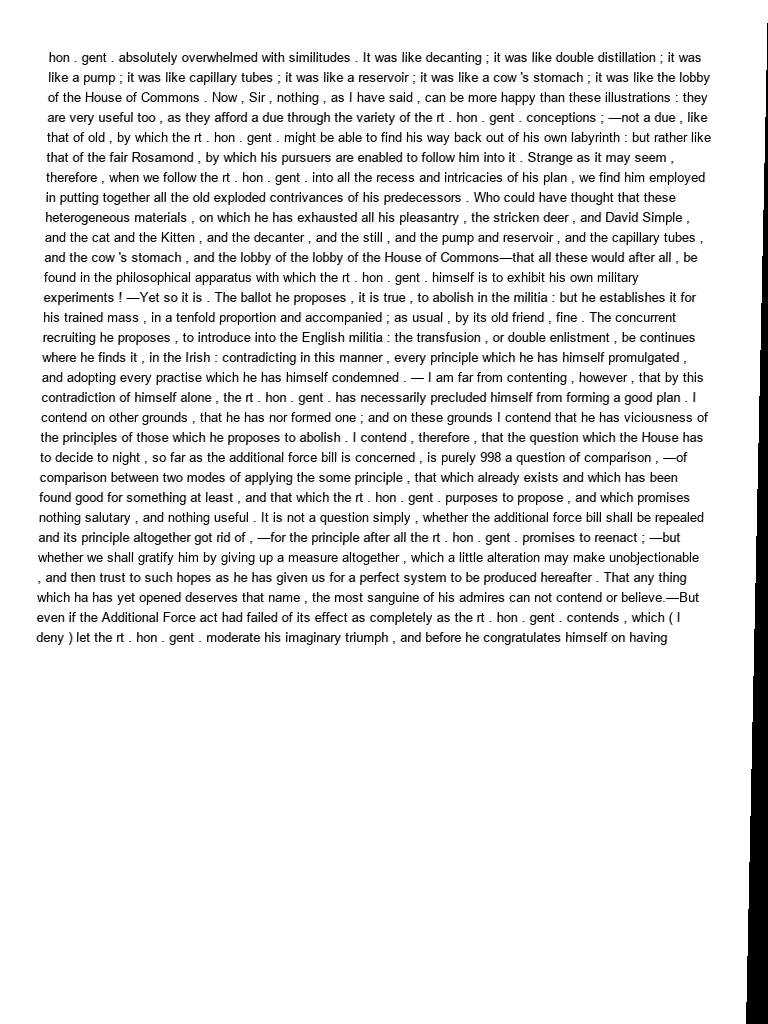 hon . gent . absolutely overwhelmed with similitudes . It was like decanting ; it was like double distillation ; it was
like a pump ; it was like capillary tubes ; it was like a reservoir ; it was like a cow 's stomach ; it was like the lobby
of the House of Commons . Now , Sir , nothing , as I have said , can be more happy than these illustrations : they
are very useful too , as they afford a due through the variety of the rt . hon . gent . conceptions ; —not a due , like
that of old , by which the rt . hon . gent . might be able to find his way back out of his own labyrinth : but rather like
that of the fair Rosamond , by which his pursuers are enabled to follow him into it . Strange as it may seem ,
therefore , when we follow the rt . hon . gent . into all the recess and intricacies of his plan , we find him employed
in putting together all the old exploded contrivances of his predecessors . Who could have thought that these
heterogeneous materials , on which he has exhausted all his pleasantry , the stricken deer , and David Simple ,
and the cat and the Kitten , and the decanter , and the still , and the pump and reservoir , and the capillary tubes ,
and the cow 's stomach , and the lobby of the lobby of the House of Commons—that all these would after all , be
found in the philosophical apparatus with which the rt . hon . gent . himself is to exhibit his own military
experiments ! —Yet so it is . The ballot he proposes , it is true , to abolish in the militia : but he establishes it for
his trained mass , in a tenfold proportion and accompanied ; as usual , by its old friend , fine . The concurrent
recruiting he proposes , to introduce into the English militia : the transfusion , or double enlistment , be continues
where he finds it , in the Irish : contradicting in this manner , every principle which he has himself promulgated ,
and adopting every practise which he has himself condemned . — I am far from contenting , however , that by this
contradiction of himself alone , the rt . hon . gent . has necessarily precluded himself from forming a good plan . I
contend on other grounds , that he has nor formed one ; and on these grounds I contend that he has viciousness of
the principles of those which he proposes to abolish . I contend , therefore , that the question which the House has
to decide to night , so far as the additional force bill is concerned , is purely 998 a question of comparison , —of
comparison between two modes of applying the some principle , that which already exists and which has been
found good for something at least , and that which the rt . hon . gent . purposes to propose , and which promises
nothing salutary , and nothing useful . It is not a question simply , whether the additional force bill shall be repealed
and its principle altogether got rid of , —for the principle after all the rt . hon . gent . promises to reenact ; —but
whether we shall gratify him by giving up a measure altogether , which a little alteration may make unobjectionable
, and then trust to such hopes as he has given us for a perfect system to be produced hereafter . That any thing
which ha has yet opened deserves that name , the most sanguine of his admires can not contend or believe.—But
even if the Additional Force act had failed of its effect as completely as the rt . hon . gent . contends , which ( I
deny ) let the rt . hon . gent . moderate his imaginary triumph , and before he congratulates himself on having